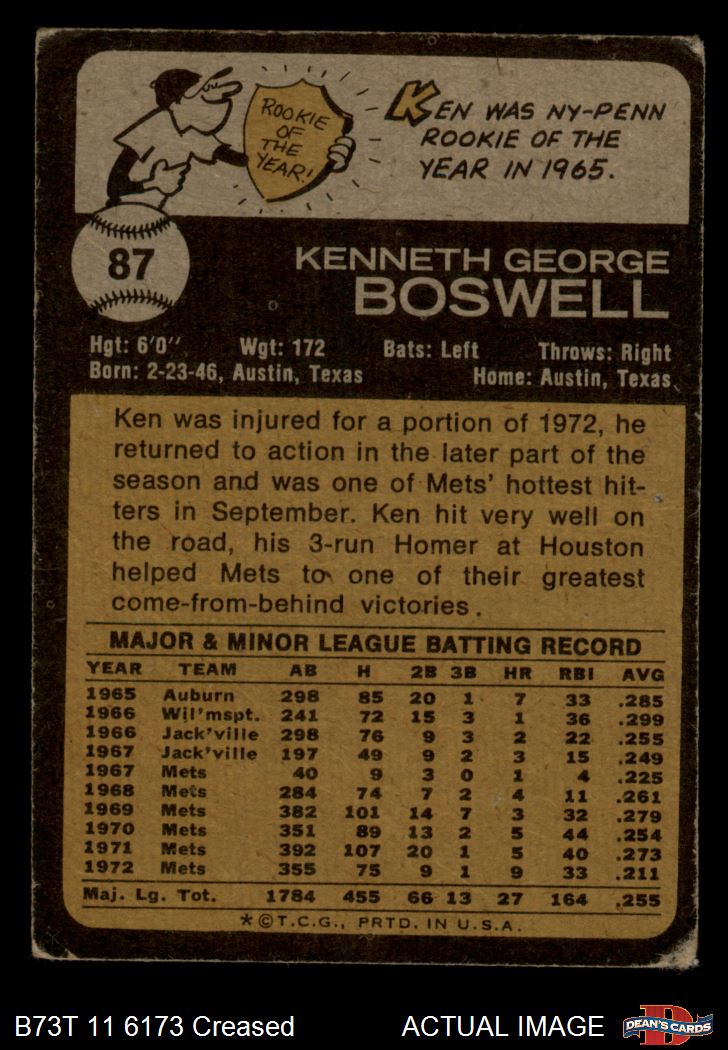 ROOKIE
OF
THE
YEAR!
KEN WAS NY-PENN
ROOKIE OF THE
YEAR IN 1965.
87
KENNETH GEORGE
BOSWELL
Hgt: 6'0" Wgt: 172 Bats: Left Throws: Right
Born: 2-23-46, Austin, Texas Home: Austin, Texas
Ken was injured for a portion of 1972, he
returned to action in the later part of the
season and was one of Mets' hottest hit-
ters in September. Ken hit very well on
the road, his 3-run Homer at Houston
helped Mets to one of their greatest
come-from-behind victories.
MAJOR & MINOR LEAGUE BATTING RECORD
YEAR TEAM AB H 2B 3B HR RBI AVG
1965 Auburn 298 85 20 1 7 33 .285
1966 Wil'mspt. 241 72 15 3 1 36 .299
1966 Jack'ville 298 76 9 3 2 22 .255
1967 Jack'ville 197 49 9 2 3 15 .249
1967 Mets 40 9 3 0 1 4 .225
1968 Mets 284 74 7 2 4 11 .261
1969 Mets 382 101 14 7 3 32 .279
1970 Mets 351 89 13 2 5 44 .254
1971 Mets 392 107 20 1 5 40 .273
1972 Mets 355 75 9 1 9 33 .211
Maj. Lg. Tot. 1784 455 66 13 27 164 .255
*©T.C.G., PRTD. IN U.S.A.
B73T 11 6173 Creased ACTUAL IMAGE
DEAN'S CARDS